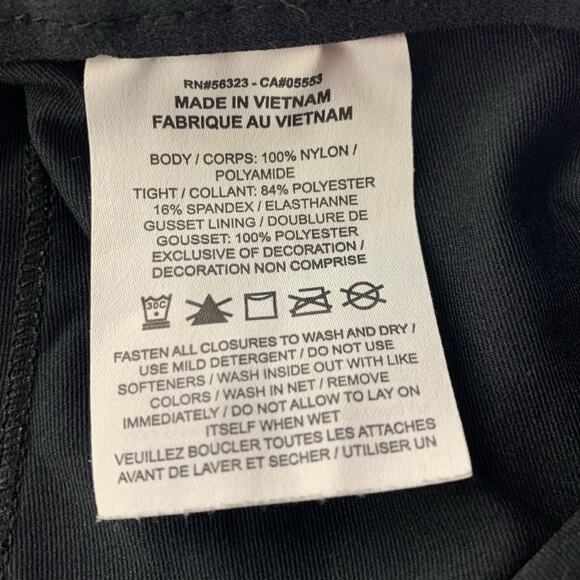 RN#56323 - CA#05553
MADE IN VIETNAM
FABRIQUE AU VIETNAM
BODY / CORPS: 100% NYLON /
POLYAMIDE
TIGHT / COLLANT: 84% POLYESTER
16% SPANDEX / ELASTHANNE
GUSSET LINING / DOUBLURE DE
GOUSSET: 100% POLYESTER
EXCLUSIVE OF DECORATION /
DECORATION NON COMPRISE
30C
FASTEN ALL CLOSURES TO WASH AND DRY /
USE MILD DETERGENT / DO NOT USE
SOFTENERS / WASH INSIDE OUT WITH LIKE
COLORS / WASH IN NET / REMOVE
IMMEDIATELY / DO NOT ALLOW TO LAY ON
ITSELF WHEN WET
VEUILLEZ BOUCLER TOUTES LES ATTACHES
AVANT DE LAVER ET SECHER / UTILISER UN